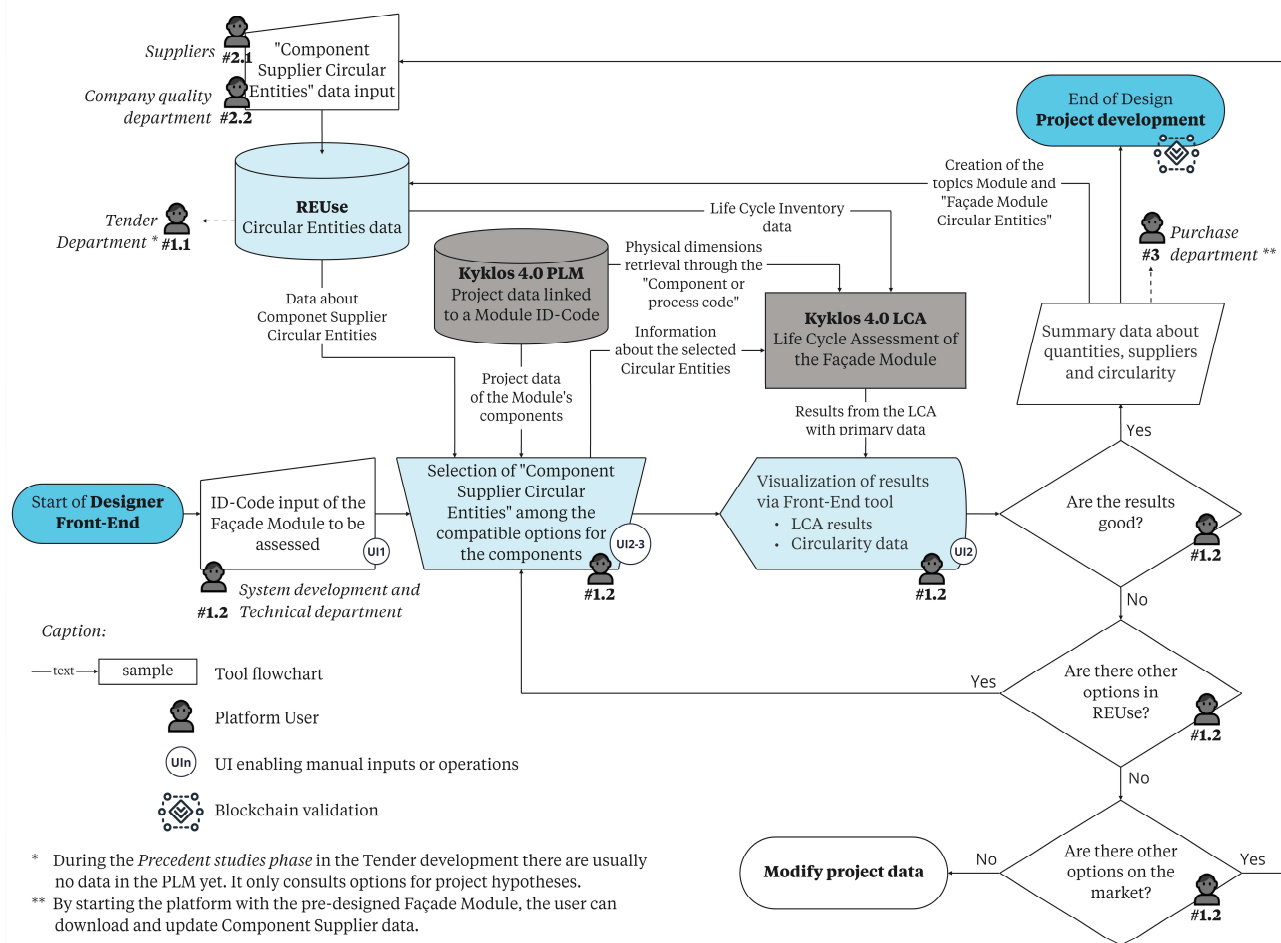 Suppliers
#2.1
Company quality
department
#2.2
"Component
Supplier Circular
Entities" data input
End of Design
Project development
Creation of the
topics Module and
"Façade Module
Circular Entitics"
REUse
Circular Entities data
Tender
Department *
#1.1
Life Cycle Inventory
data
Purchase
department **
#3
Kyklos 4.0 PLM
Project data linked
to a Module ID-Code
Physical dimensions
retrieval through the
"Component or
process code"
Data about
Componet Supplier
Circular Entities
Kyklos 4.0 LCA
Life Cycle Assessment of
the Façade Module
Summary data about
quantities, suppliers
and circularity
Information
about the selected
Circular Entities
Project data
of the Module's
components
Results from the LCA
with primary data
Yes
Start of Designer
Front-End
ID-Code input of the
Façade Module to be
assessed
UI1
#1.2
System development and
Technical department
Selection of "Component
Supplier Circular
Entities" among the
compatible options for
the components
UI2-3
#1.2
Visualization of results
via Front-End tool
• LCA results
• Circularity data
UI2
#1.2
Are the results
good?
#1.2
No
Caption:
text
sample
Tool flowchart
Platform User
UIn
UI enabling manual inputs or operations
Blockchain validation
Yes
Are there other
options in
REUse?
#1.2
No
Modify project data
No
Are there other
options on the
market?
#1.2
Yes
* During the Precedent studies phase in the Tender development there are usually
no data in the PLM yet. It only consults options for project hypotheses.
** By starting the platform with the pre-designed Façade Module, the user can
download and update Component Supplier data.